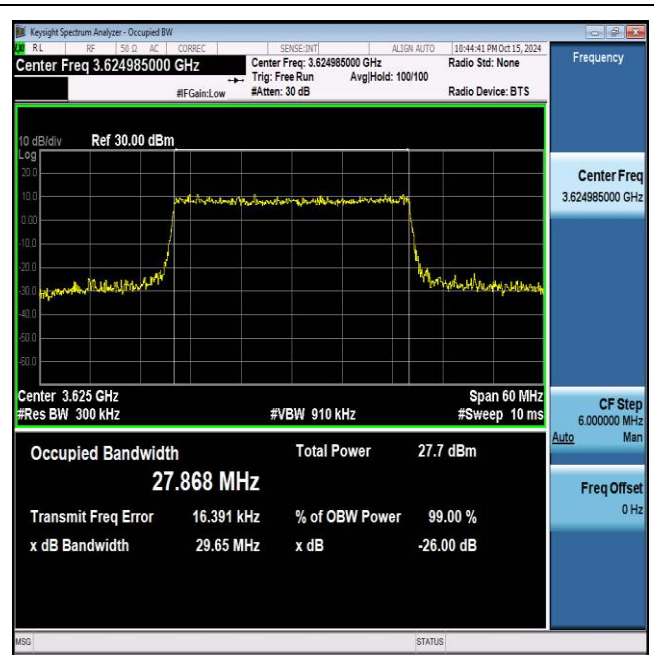 Keysight Spectrum Analyzer - Occupied BW
RL RF 50 Ω AC CORREC SENSE:INT ALIGN AUTO 10:44:41 PM Oct 15, 2024
Center Freq 3.624985000 GHz
Center Freq: 3.624985000 GHz
Radio Std: None
Trig: Free Run Avg|Hold: 100/100
#IFGain:Low #Atten: 30 dB Radio Device: BTS
Frequency
10 dB/div Ref 30.00 dBm
Log
20.0
10.0
0.00
-10.0
-20.0
-30.0
-40.0
-50.0
-60.0
Center Freq
3.624985000 GHz
Center 3.625 GHz Span 60 MHz
#Res BW 300 kHz #VBW 910 kHz #Sweep 10 ms
CF Step
6.000000 MHz
Auto Man
Occupied Bandwidth Total Power 27.7 dBm
27.868 MHz
Transmit Freq Error 16.391 kHz % of OBW Power 99.00 %
x dB Bandwidth 29.65 MHz x dB -26.00 dB
Freq Offset
0 Hz
MSG STATUS